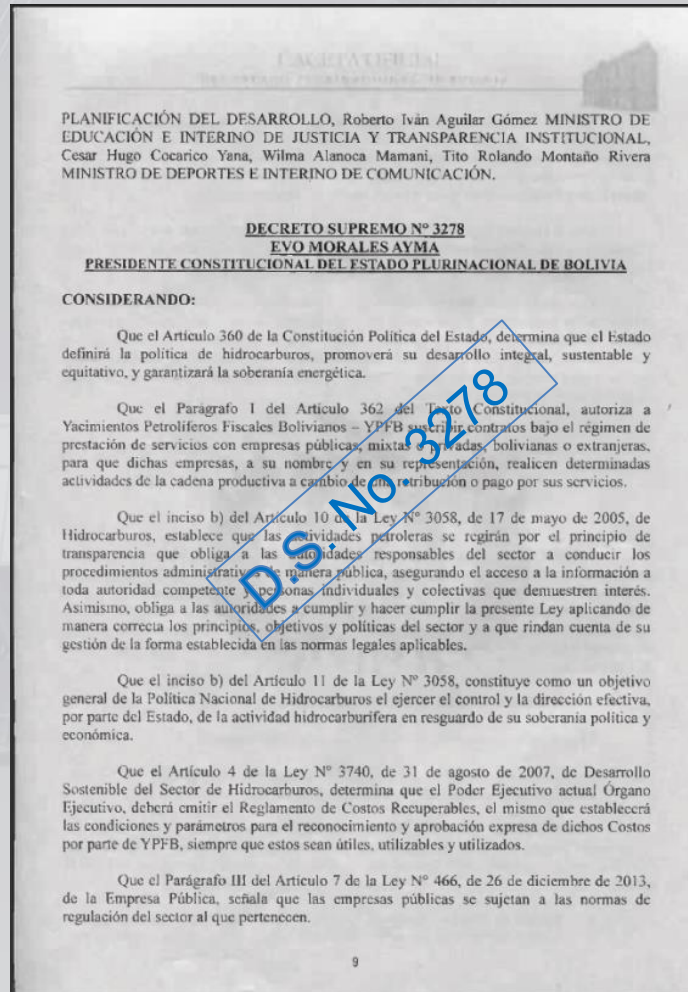 GACETA OFICIAL
PLANIFICACIÓN DEL DESARROLLO, Roberto Iván Aguilar Gómez MINISTRO DE
EDUCACIÓN E INTERINO DE JUSTICIA Y TRANSPARENCIA INSTITUCIONAL,
Cesar Hugo Cocarico Yana, Wilma Alanoca Mamani, Tito Rolando Montaño Rivera
MINISTRO DE DEPORTES E INTERINO DE COMUNICACIÓN.
DECRETO SUPREMO Nº 3278
EVO MORALES AYMA
PRESIDENTE CONSTITUCIONAL DEL ESTADO PLURINACIONAL DE BOLIVIA
CONSIDERANDO:
Que el Artículo 360 de la Constitución Política del Estado, determina que el Estado
definirá la política de hidrocarburos, promoverá su desarrollo integral, sustentable y
equitativo, y garantizará la soberanía energética.
Que el Parágrafo I del Artículo 362 del Texto Constitucional, autoriza a
Yacimientos Petrolíferos Fiscales Bolivianos – YPFB suscribir contratos bajo el régimen de
prestación de servicios con empresas públicas, mixtas o privadas, bolivianas o extranjeras,
para que dichas empresas, a su nombre y en su representación, realicen determinadas
actividades de la cadena productiva a cambio de una retribución o pago por sus servicios.
Que el inciso b) del Artículo 10 de la Ley Nº 3058, de 17 de mayo de 2005, de
Hidrocarburos, establece que las actividades petroleras se regirán por el principio de
transparencia que obliga a las autoridades responsables del sector a conducir los
procedimientos administrativos de manera pública, asegurando el acceso a la información a
toda autoridad competente y personas individuales y colectivas que demuestren interés.
Asimismo, obliga a las autoridades a cumplir y hacer cumplir la presente Ley aplicando de
manera correcta los principios, objetivos y políticas del sector y a que rindan cuenta de su
gestión de la forma establecida en las normas legales aplicables.
Que el inciso b) del Artículo 11 de la Ley Nº 3058, constituye como un objetivo
general de la Política Nacional de Hidrocarburos el ejercer el control y la dirección efectiva,
por parte del Estado, de la actividad hidrocarburífera en resguardo de su soberanía política y
económica.
Que el Artículo 4 de la Ley Nº 3740, de 31 de agosto de 2007, de Desarrollo
Sostenible del Sector de Hidrocarburos, determina que el Poder Ejecutivo actual Órgano
Ejecutivo, deberá emitir el Reglamento de Costos Recuperables, el mismo que establecerá
las condiciones y parámetros para el reconocimiento y aprobación expresa de dichos Costos
por parte de YPFB, siempre que estos sean útiles, utilizables y utilizados.
Que el Parágrafo III del Artículo 7 de la Ley Nº 466, de 26 de diciembre de 2013,
de la Empresa Pública, señala que las empresas públicas se sujetan a las normas de
regulación del sector al que pertenecen.
D.S. No. 3278
9